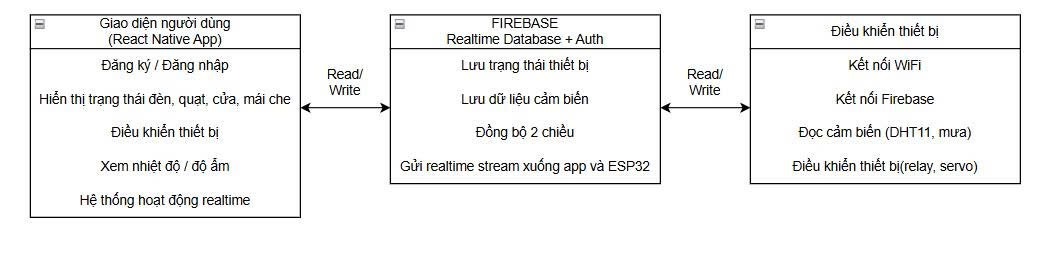 Giao diện người dùng
(React Native App)
Đăng ký / Đăng nhập
Hiển thị trạng thái đèn, quạt, cửa, mái che
Điều khiển thiết bị
Xem nhiệt độ / độ ẩm
Hệ thống hoạt động realtime
Read/
Write
FIREBASE
Realtime Database + Auth
Lưu trạng thái thiết bị
Lưu dữ liệu cảm biến
Đồng bộ 2 chiều
Gửi realtime stream xuống app và ESP32
Read/
Write
Điều khiển thiết bị
Kết nối WiFi
Kết nối Firebase
Đọc cảm biến (DHT11, mưa)
Điều khiển thiết bị(relay, servo)